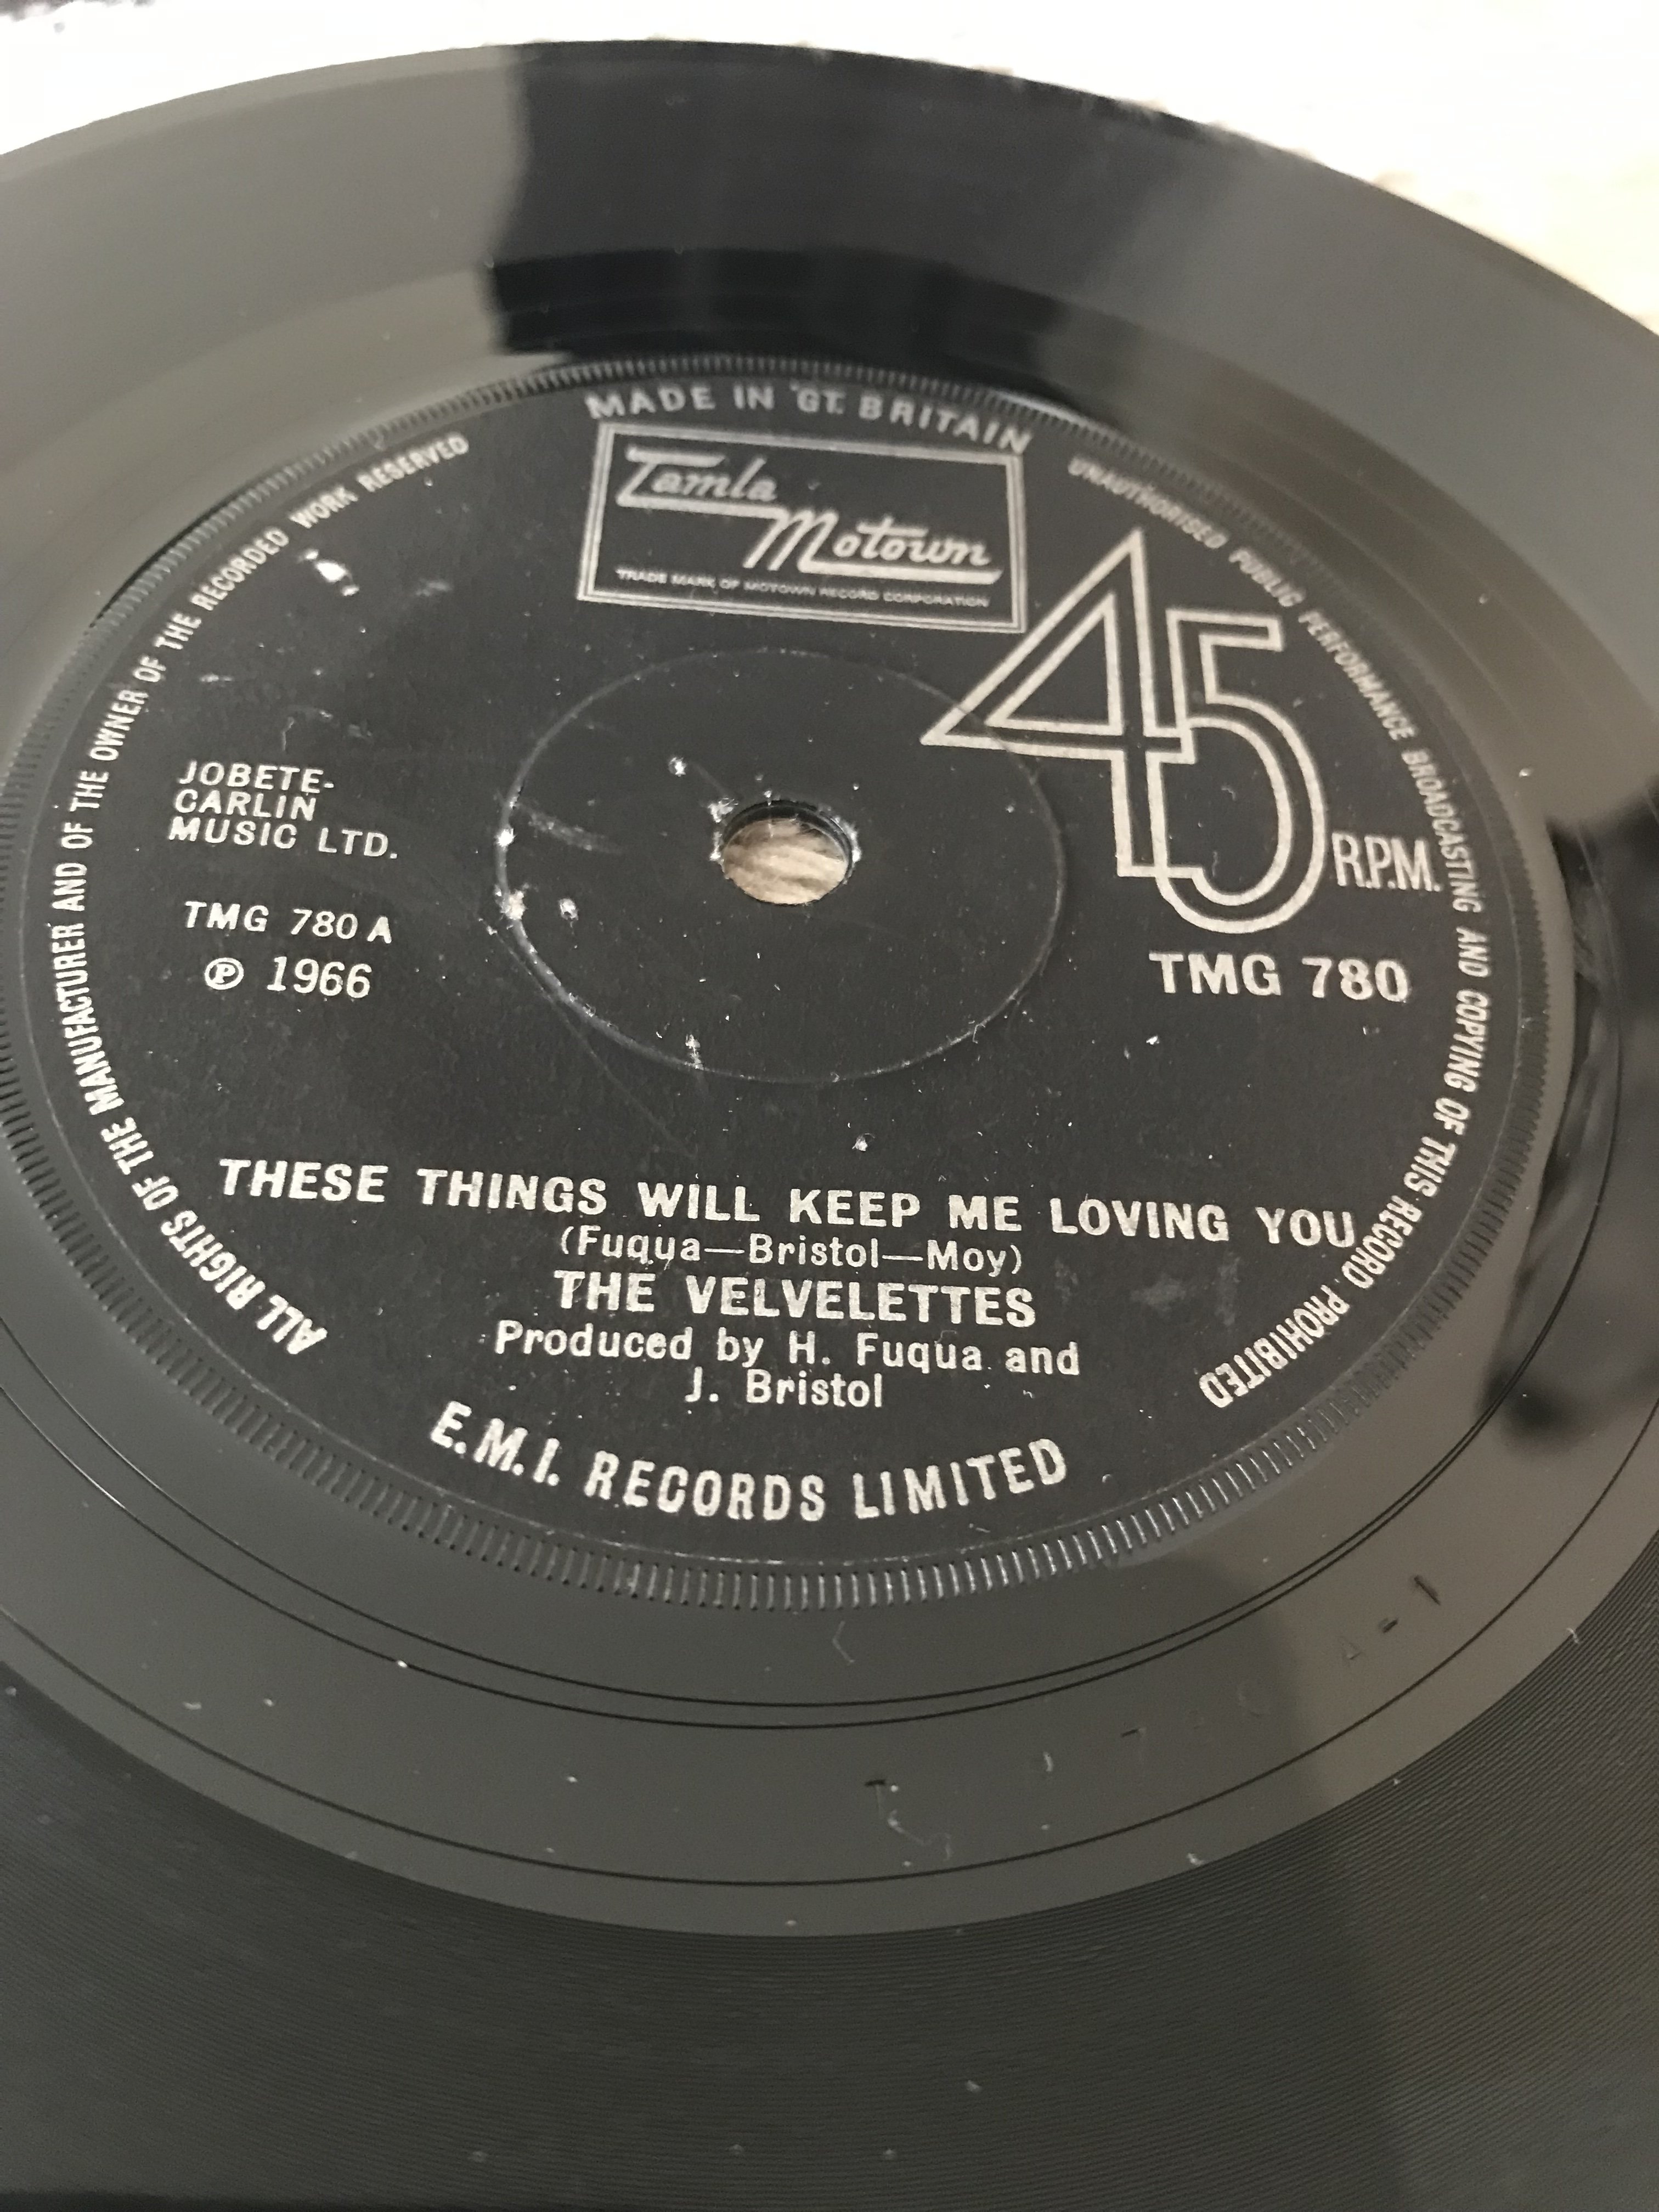 MADE IN GT. BRITAIN
Tamla
Motown
TRADE MARK OF MOTOWN RECORD CORPORATION
45
R.P.M.
TMG 780
JOBETE-
CARLIN
MUSIC LTD.
TMG 780 A
℗ 1966
THESE THINGS WILL KEEP ME LOVING YOU
(Fuqua—Bristol—Moy)
THE VELVELETTES
Produced by H. Fuqua and
J. Bristol
E.M.I. RECORDS LIMITED
ALL RIGHTS OF THE MANUFACTURER AND OF THE OWNER OF THE RECORDED WORK RESERVED
UNAUTHORISED PUBLIC PERFORMANCE BROADCASTING AND COPYING OF THIS RECORD PROHIBITED
A-1